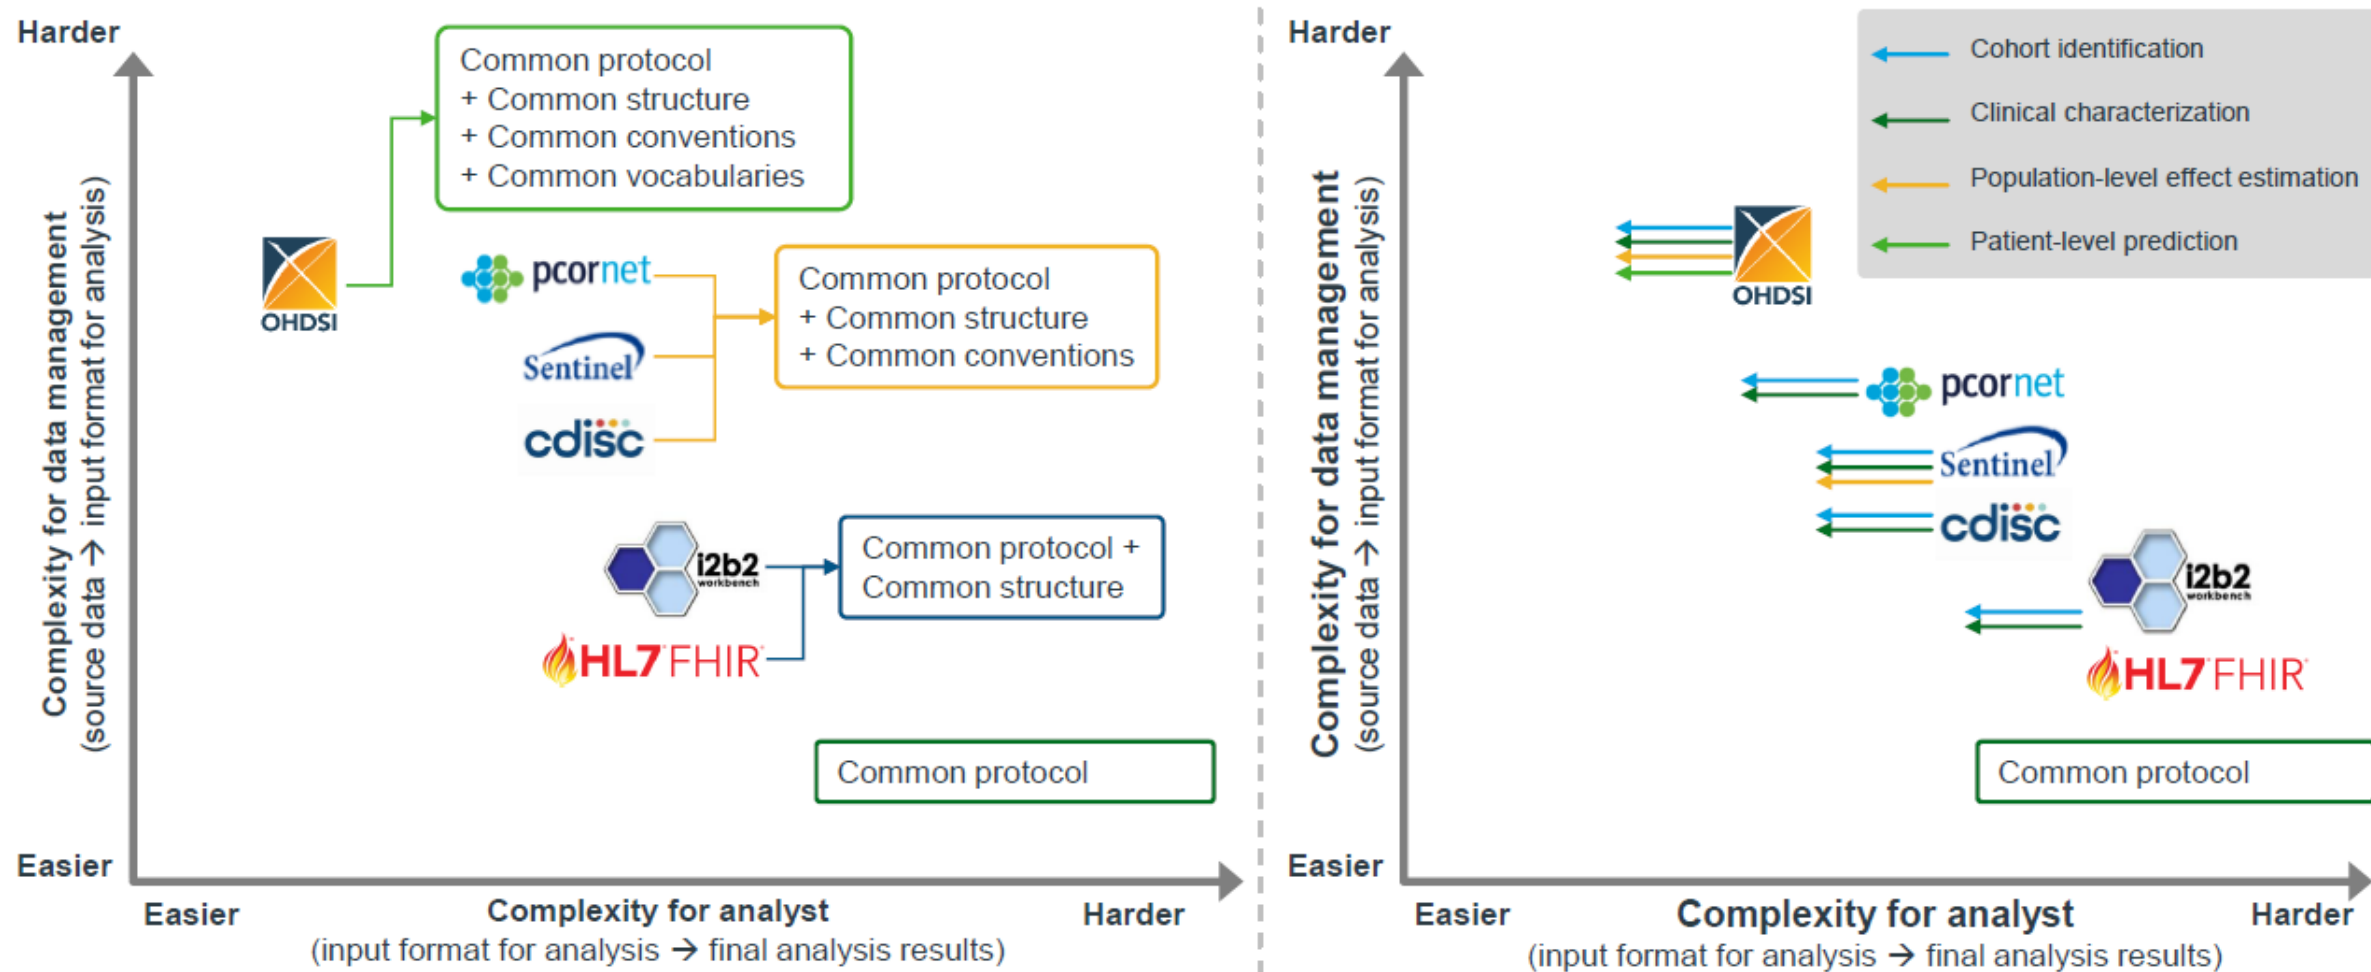 Harder
Common protocol
+ Common structure
+ Common conventions
+ Common vocabularies
OHDSI
pcornet
Sentinel
cdisc
Common protocol
+ Common structure
+ Common conventions
i2b2
workbench
HL7 FHIR
Common protocol +
Common structure
Common protocol
Complexity for data management
(source data → input format for analysis)
Easier
Easier
Complexity for analyst
Harder
(input format for analysis → final analysis results)
Harder
Cohort identification
Clinical characterization
Population-level effect estimation
Patient-level prediction
OHDSI
pcornet
Sentinel
cdisc
i2b2
workbench
HL7 FHIR
Common protocol
Complexity for data management
(source data → input format for analysis)
Easier
Easier
Complexity for analyst
Harder
(input format for analysis → final analysis results)